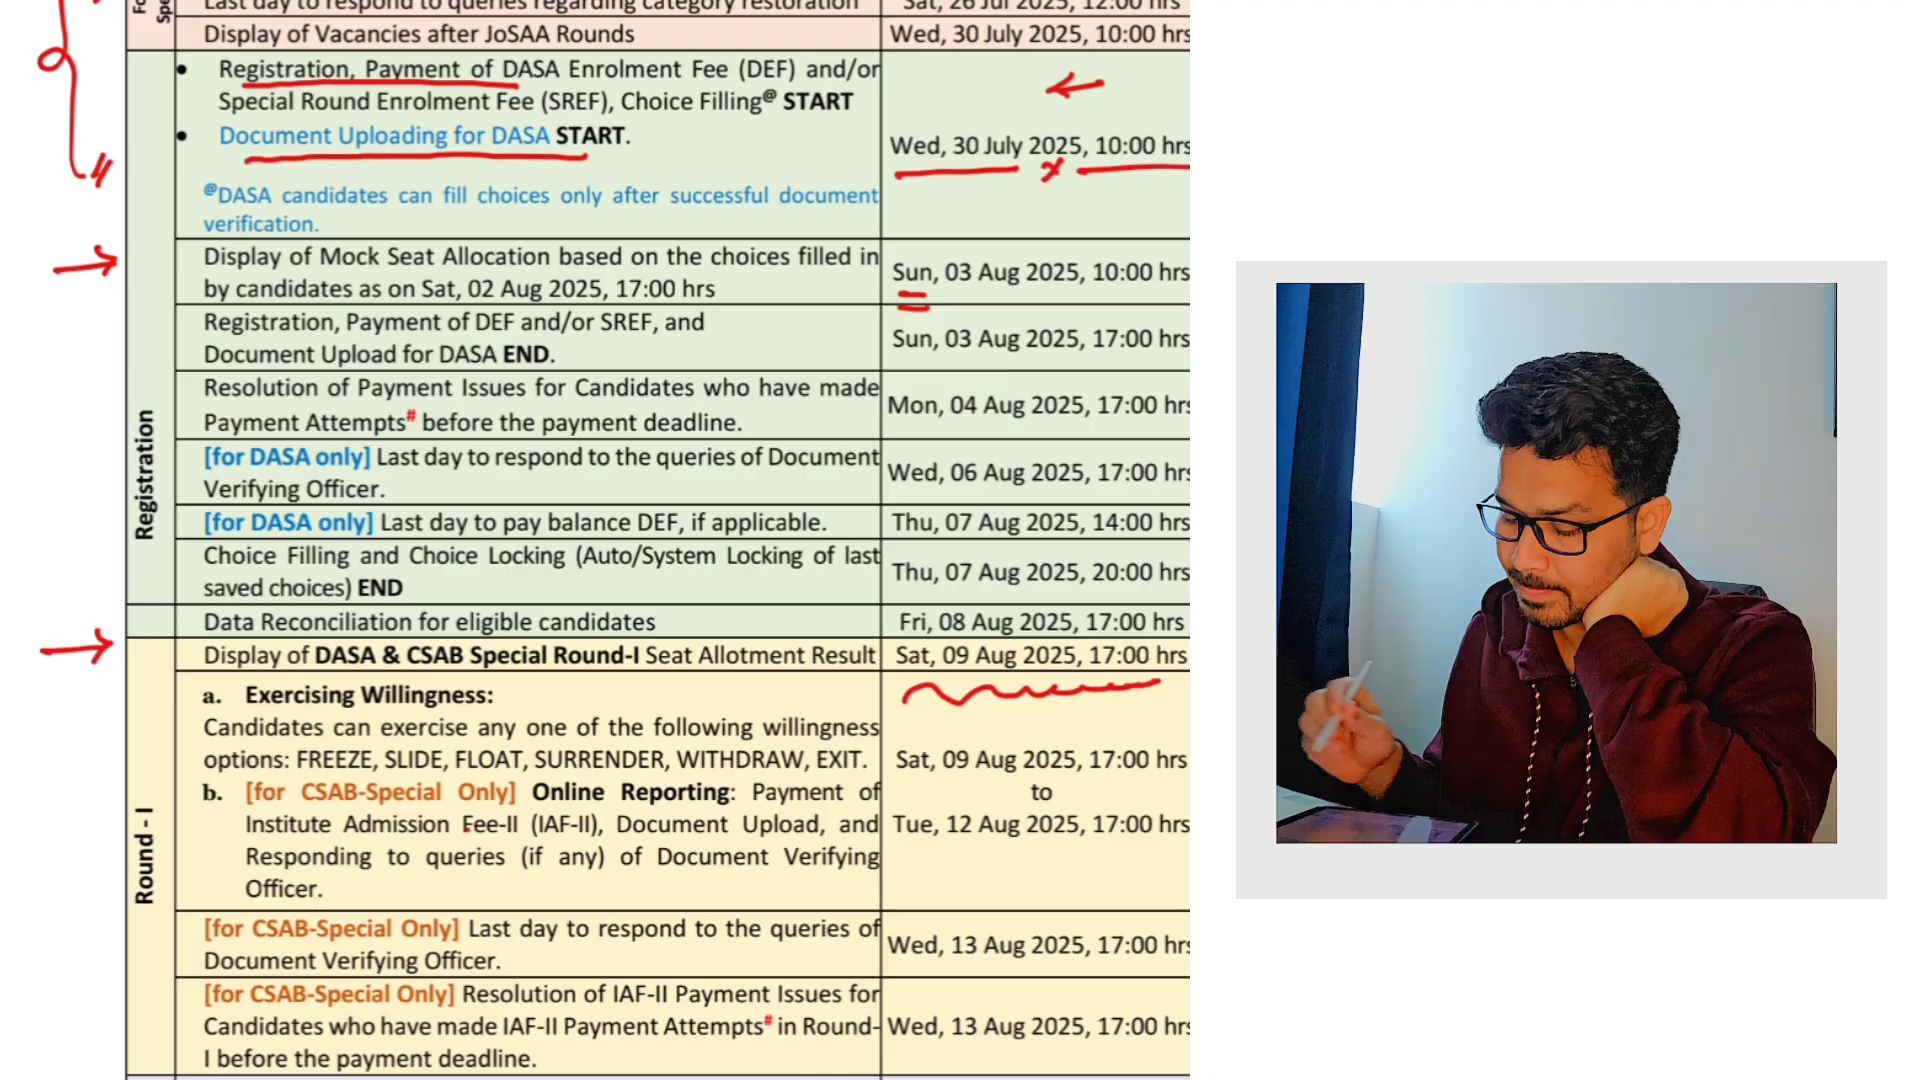 Last day to respond to queries regarding category restoration
Sat, 26 Jul 2025, 12:00 hrs
Display of Vacancies after JoSAA Rounds
Wed, 30 July 2025, 10:00 hrs
Registration
• Registration, Payment of DASA Enrolment Fee (DEF) and/or
Special Round Enrolment Fee (SREF), Choice Filling@ START
• Document Uploading for DASA START.
@DASA candidates can fill choices only after successful document
verification.
Wed, 30 July 2025, 10:00 hrs
Display of Mock Seat Allocation based on the choices filled in
by candidates as on Sat, 02 Aug 2025, 17:00 hrs
Sun, 03 Aug 2025, 10:00 hrs
Registration, Payment of DEF and/or SREF, and
Document Upload for DASA END.
Sun, 03 Aug 2025, 17:00 hrs
Resolution of Payment Issues for Candidates who have made
Payment Attempts# before the payment deadline.
Mon, 04 Aug 2025, 17:00 hrs
[for DASA only] Last day to respond to the queries of Document
Verifying Officer.
Wed, 06 Aug 2025, 17:00 hrs
[for DASA only] Last day to pay balance DEF, if applicable.
Thu, 07 Aug 2025, 14:00 hrs
Choice Filling and Choice Locking (Auto/System Locking of last
saved choices) END
Thu, 07 Aug 2025, 20:00 hrs
Data Reconciliation for eligible candidates
Fri, 08 Aug 2025, 17:00 hrs
Round - I
Display of DASA & CSAB Special Round-I Seat Allotment Result
Sat, 09 Aug 2025, 17:00 hrs
a. Exercising Willingness:
Candidates can exercise any one of the following willingness
options: FREEZE, SLIDE, FLOAT, SURRENDER, WITHDRAW, EXIT.
b. [for CSAB-Special Only] Online Reporting: Payment of
Institute Admission Fee-II (IAF-II), Document Upload, and
Responding to queries (if any) of Document Verifying
Officer.
Sat, 09 Aug 2025, 17:00 hrs
to
Tue, 12 Aug 2025, 17:00 hrs
[for CSAB-Special Only] Last day to respond to the queries of
Document Verifying Officer.
Wed, 13 Aug 2025, 17:00 hrs
[for CSAB-Special Only] Resolution of IAF-II Payment Issues for
Candidates who have made IAF-II Payment Attempts# in Round-
I before the payment deadline.
Wed, 13 Aug 2025, 17:00 hrs